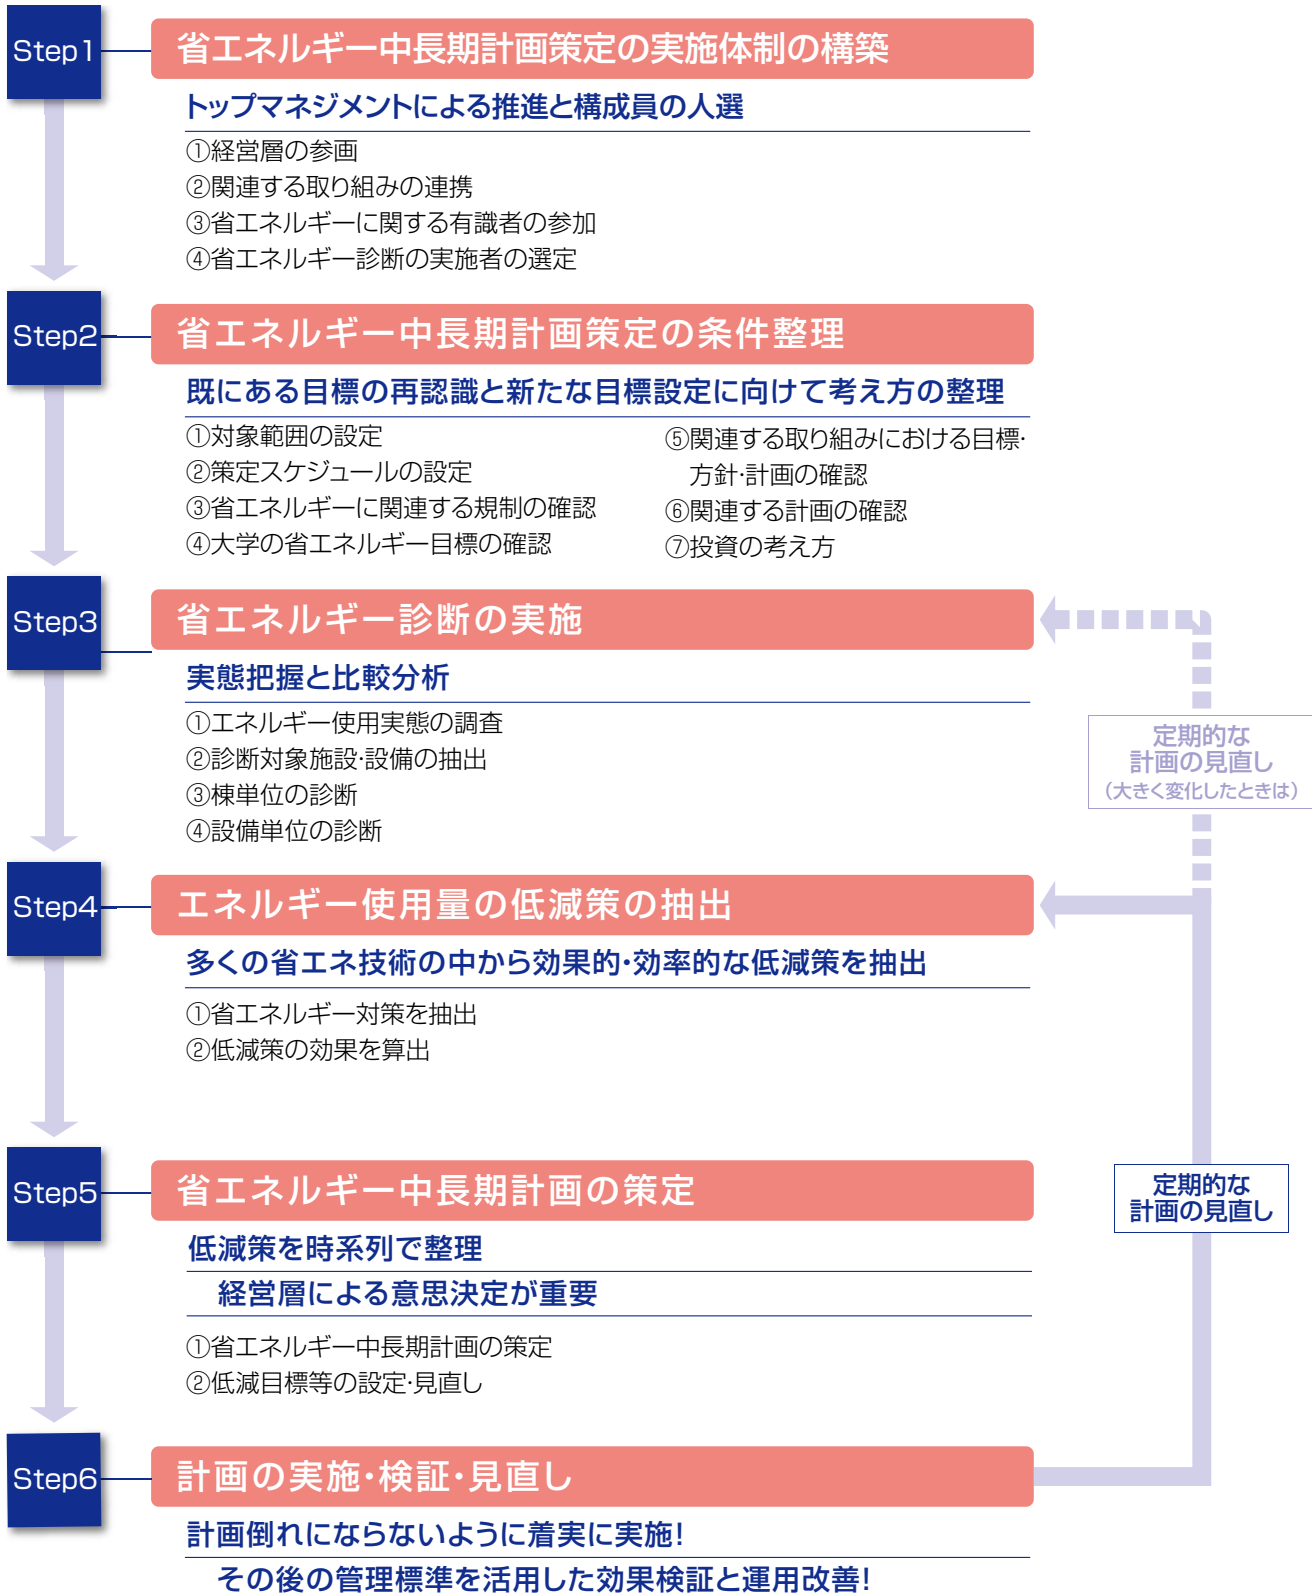 Step1
省エネルギー中長期計画策定の実施体制の構築
トップマネジメントによる推進と構成員の人選
①経営層の参画
②関連する取り組みの連携
③省エネルギーに関する有識者の参加
④省エネルギー診断の実施者の選定
Step2
省エネルギー中長期計画策定の条件整理
既にある目標の再認識と新たな目標設定に向けて考え方の整理
①対象範囲の設定
②策定スケジュールの設定
③省エネルギーに関連する規制の確認
④大学の省エネルギー目標の確認
⑤関連する取り組みにおける目標・
方針・計画の確認
⑥関連する計画の確認
⑦投資の考え方
Step3
省エネルギー診断の実施
実態把握と比較分析
①エネルギー使用実態の調査
②診断対象施設・設備の抽出
③棟単位の診断
④設備単位の診断
定期的な
計画の見直し
（大きく変化したときは）
Step4
エネルギー使用量の低減策の抽出
多くの省エネ技術の中から効果的・効率的な低減策を抽出
①省エネルギー対策を抽出
②低減策の効果を算出
Step5
省エネルギー中長期計画の策定
低減策を時系列で整理
経営層による意思決定が重要
①省エネルギー中長期計画の策定
②低減目標等の設定・見直し
定期的な
計画の見直し
Step6
計画の実施・検証・見直し
計画倒れにならないように着実に実施！
その後の管理標準を活用した効果検証と運用改善！